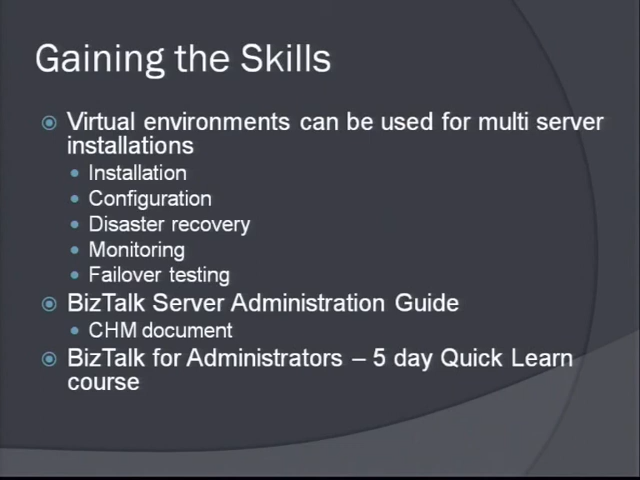 Gaining the Skills
Virtual environments can be used for multi server
installations
Installation
Configuration
Disaster recovery
Monitoring
Failover testing
BizTalk Server Administration Guide
CHM document
BizTalk for Administrators – 5 day Quick Learn
course